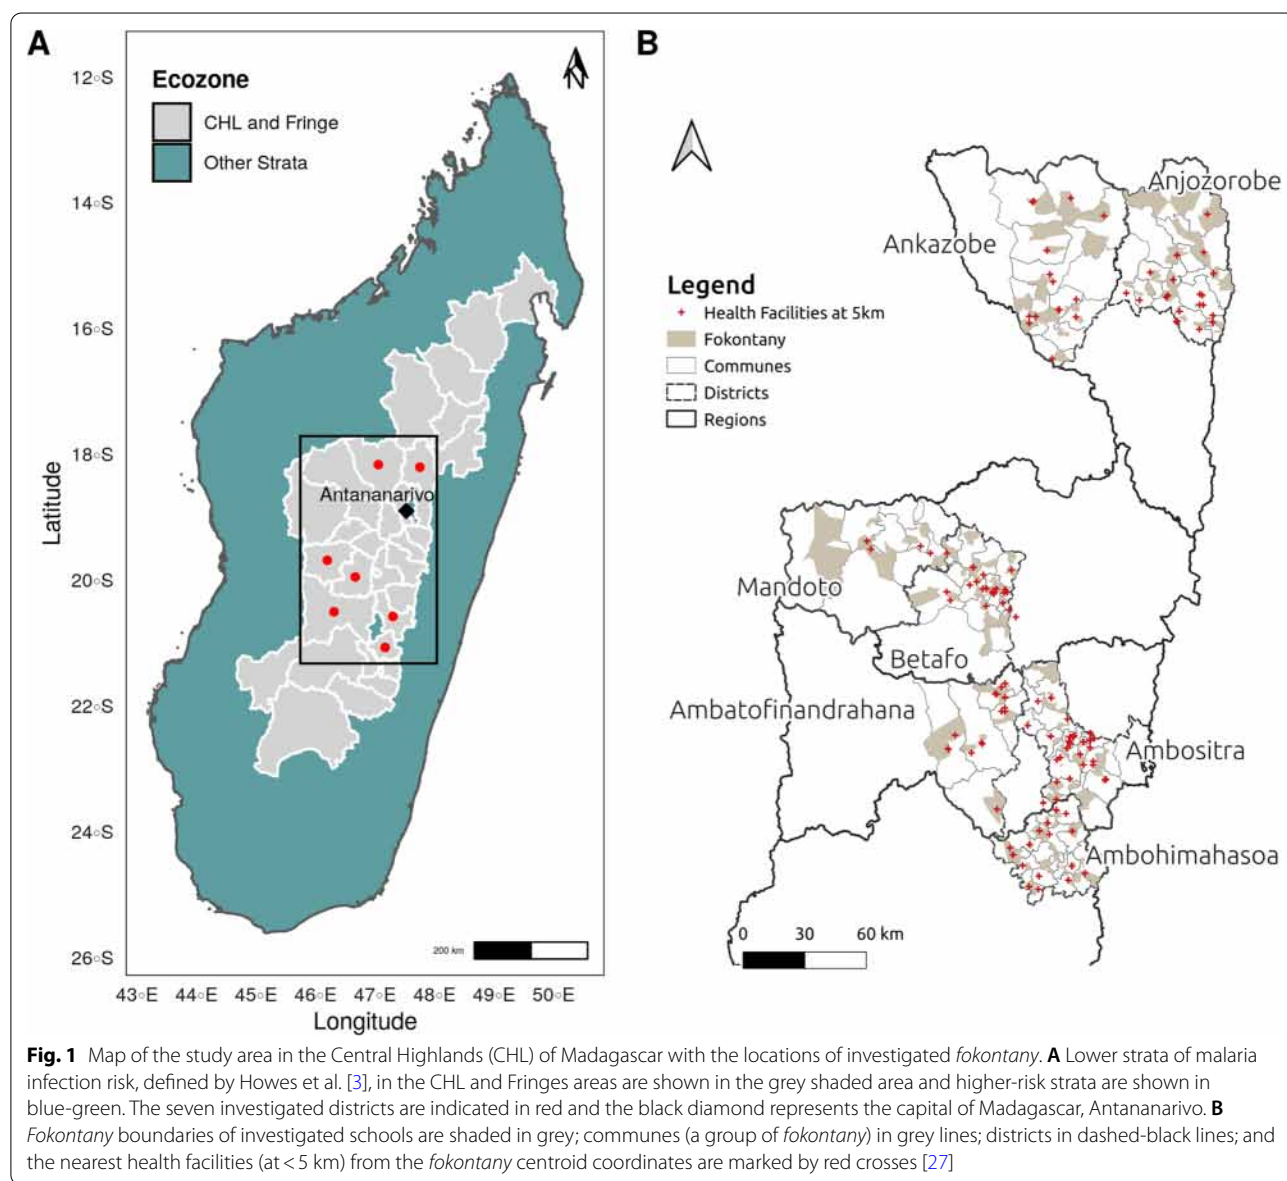 A
Ecozone
CHL and Fringe
Other Strata
N
12°S
14°S
16°S
18°S
20°S
22°S
24°S
26°S
Latitude
Antananarivo
200 km
43°E 44°E 45°E 46°E 47°E 48°E 49°E 50°E
Longitude
B
Anjozorobe
Ankazobe
Legend
Health Facilities at 5km
Fokontany
Communes
Districts
Regions
Mandoto
Betafo
Ambatofinandrahana
Ambositra
Ambohimahasoa
0 30 60 km
Fig. 1 Map of the study area in the Central Highlands (CHL) of Madagascar with the locations of investigated fokontany. A Lower strata of malaria
infection risk, defined by Howes et al. [3], in the CHL and Fringes areas are shown in the grey shaded area and higher-risk strata are shown in
blue-green. The seven investigated districts are indicated in red and the black diamond represents the capital of Madagascar, Antananarivo. B
Fokontany boundaries of investigated schools are shaded in grey; communes (a group of fokontany) in grey lines; districts in dashed-black lines; and
the nearest health facilities (at < 5 km) from the fokontany centroid coordinates are marked by red crosses [27]